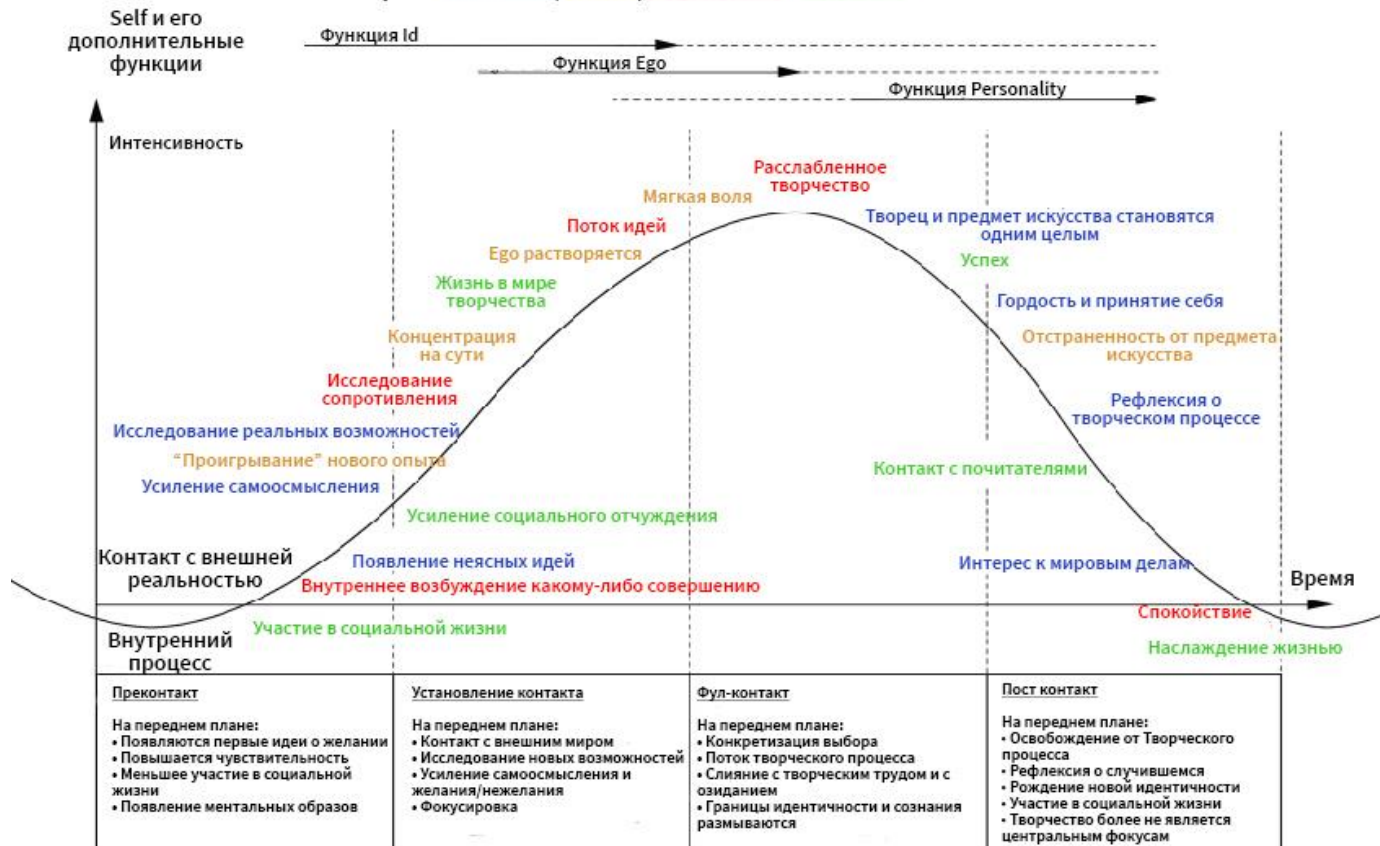 Self и его
дополнительные
функции
Функция Id
Функция Ego
Функция Personality
Интенсивность
Расслабленное
творчество
Мягкая воля
Творец и предмет искусства становятся
одним целым
Поток идей
Ego растворяется
Успех
Жизнь в мире
творчества
Гордость и принятие себя
Концентрация
на сути
Отстраненность от предмета
искусства
Исследование
сопротивления
Рефлексия о
творческом процессе
Исследование реальных возможностей
“Проигрывание” нового опыта
Контакт с почитателями
Усиление самоосмысления
Усиление социального отчуждения
Контакт с внешней
реальностью
Появление неясных идей
Интерес к мировым делам
Внутреннее возбуждение какому-либо совершению
Время
Спокойствие
Участие в социальной жизни
Внутренний
процесс
Наслаждение жизнью
Преконтакт
На переднем плане:
• Появляются первые идеи о желании
• Повышается чувствительность
• Меньшее участие в социальной
жизни
• Появление ментальных образов
Установление контакта
На переднем плане:
• Контакт с внешним миром
• Исследование новых возможностей
• Усиление самоосмысления и
желания/нежелания
• Фокусировка
Фул-контакт
На переднем плане:
• Конкретизация выбора
• Поток творческого процесса
• Слияние с творческим трудом и с
озиданием
• Границы идентичности и сознания
размываются
Пост контакт
На переднем плане:
• Освобождение от Творческого
процесса
• Рефлексия о случившемся
• Рождение новой идентичности
• Участие в социальной жизни
• Творчество более не является
центральным фокусам